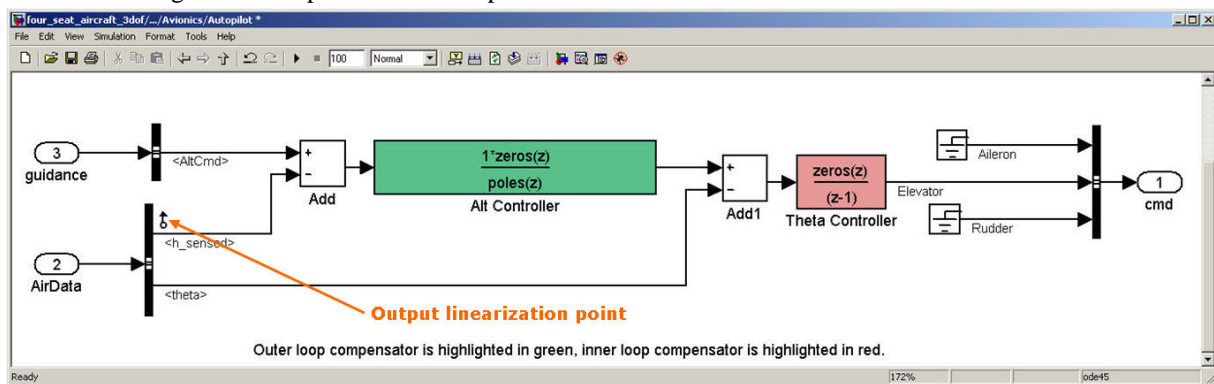 four_seat_aircraft_3dof/.../Avionics/Autopilot *
File Edit View Simulation Format Tools Help
100 Normal
3
guidance
<AltCmd>
+
−
Add
1*zeros(z)
poles(z)
Alt Controller
+
−
Add1
zeros(z)
(z-1)
Theta Controller
Elevator
Aileron
Rudder
1
cmd
<h_sensed>
2
AirData
<theta>
Output linearization point
Outer loop compensator is highlighted in green, inner loop compensator is highlighted in red.
Ready 172% ode45